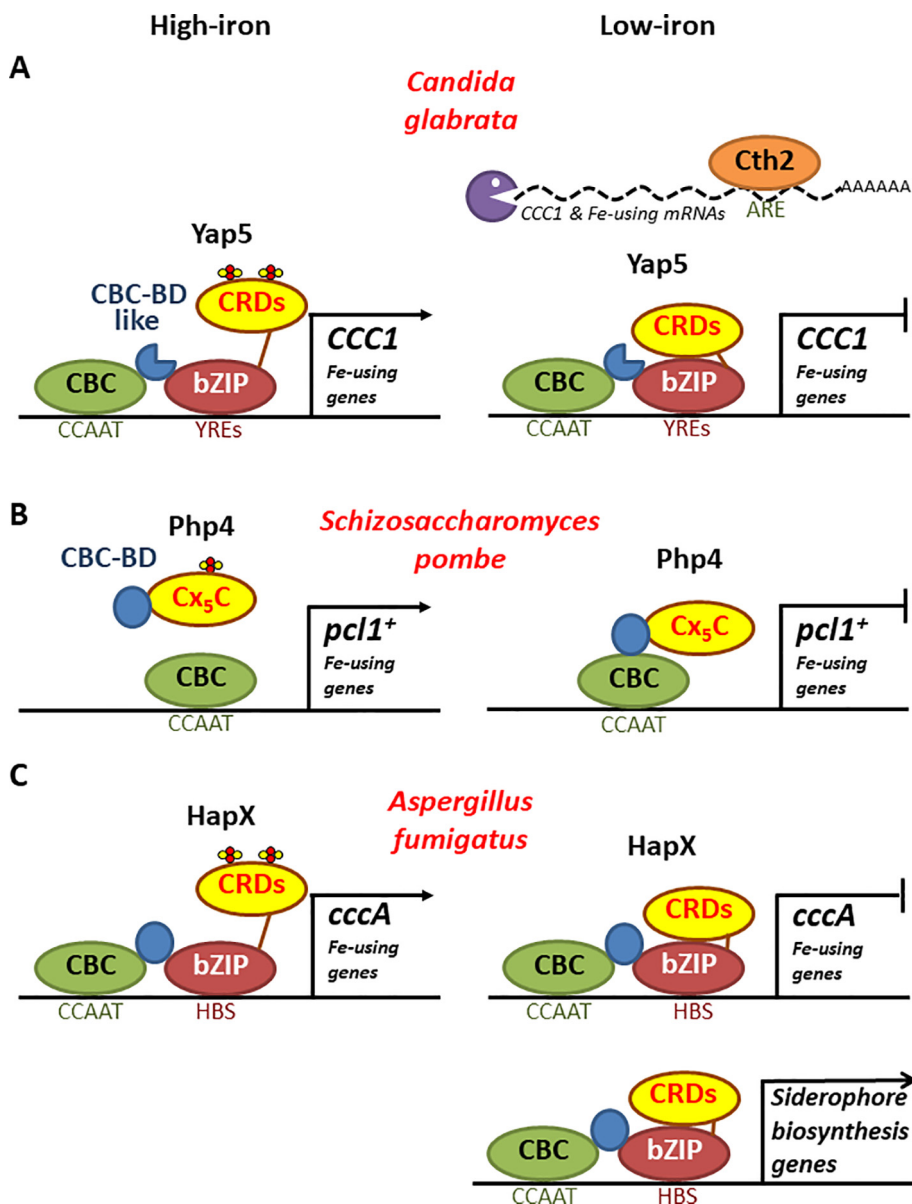 High-iron
Low-iron
A
Candida
glabrata
Cth2
AAAAAA
CCC1 & Fe-using mRNAs
ARE
Yap5
CBC-BD
like
CRDs
CCC1
Fe-using
genes
CBC
bZIP
CCAAT
YREs
Yap5
CRDs
CCC1
Fe-using
genes
CBC
bZIP
CCAAT
YREs
B
Schizosaccharomyces
pombe
Php4
CBC-BD
Cx₅C
pcl1⁺
Fe-using
genes
CBC
CCAAT
Php4
Cx₅C
pcl1⁺
Fe-using
genes
CBC
CCAAT
C
Aspergillus
fumigatus
HapX
CRDs
cccA
Fe-using
genes
CBC
bZIP
CCAAT
HBS
HapX
CRDs
cccA
Fe-using
genes
CBC
bZIP
CCAAT
HBS
CRDs
Siderophore
biosynthesis
genes
CBC
bZIP
CCAAT
HBS